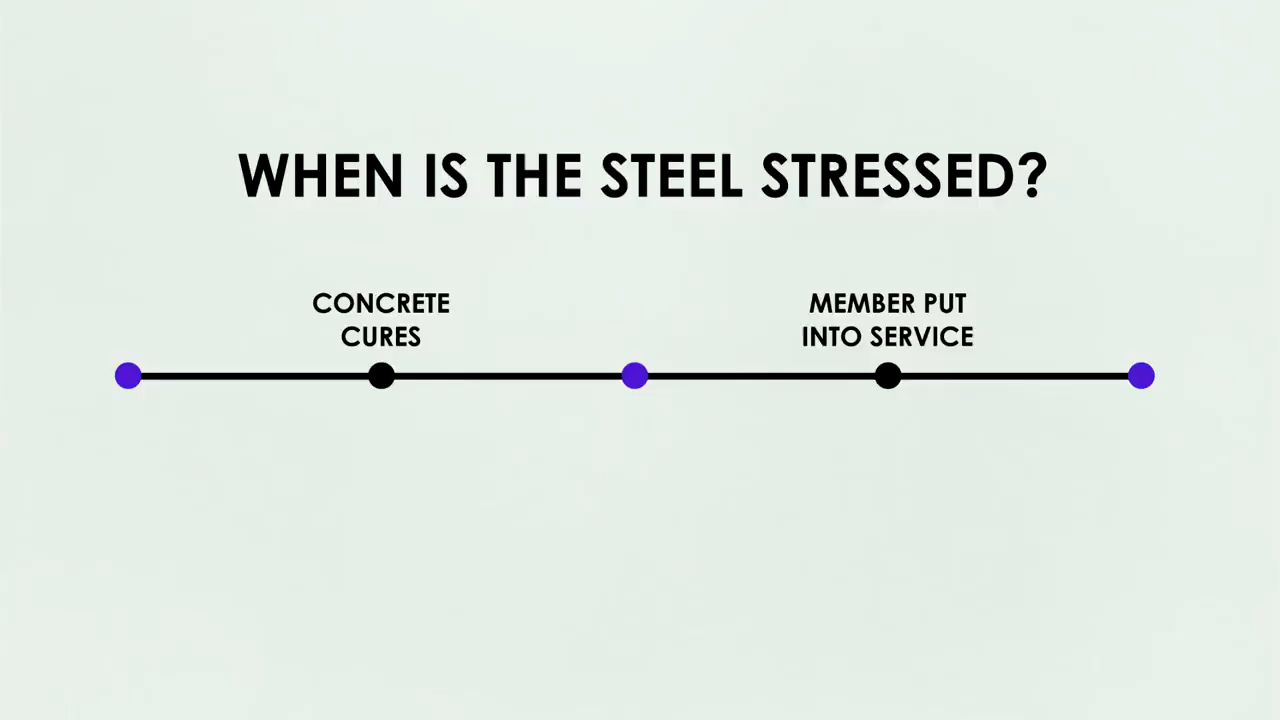 WHEN IS THE STEEL STRESSED?
CONCRETE
CURES
MEMBER PUT
INTO SERVICE